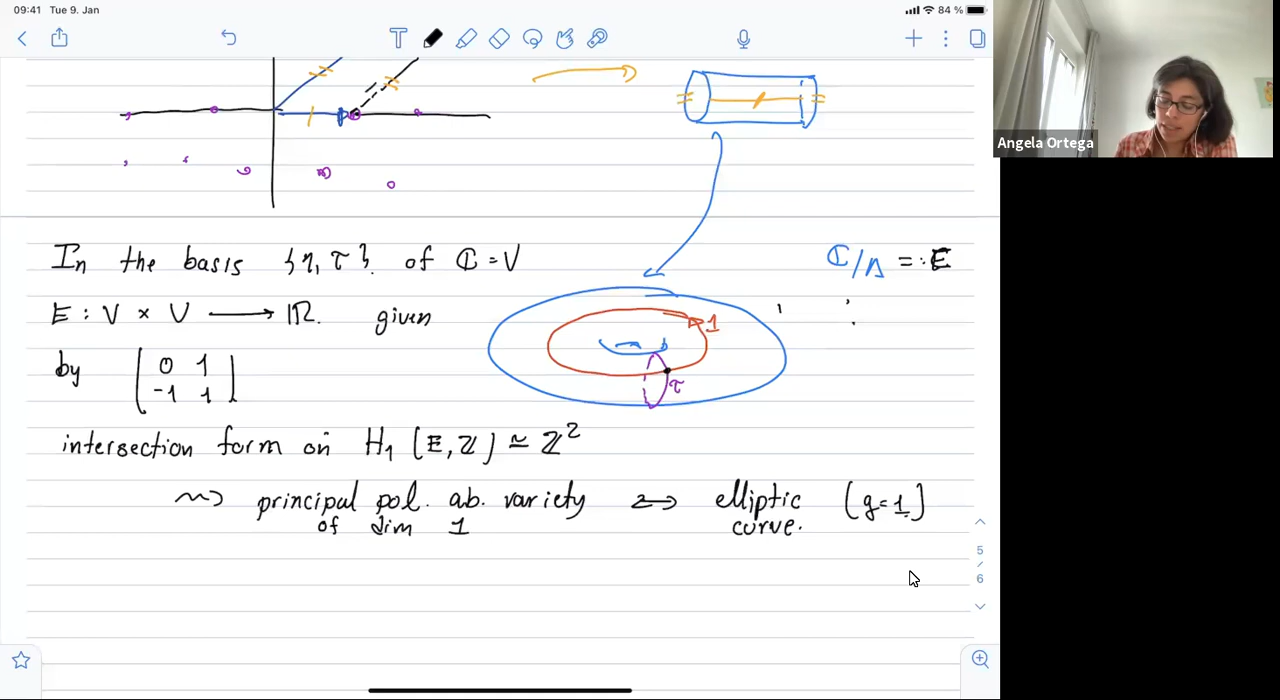 09:41 Tue 9. Jan
84 %
Angela Ortega
In the basis {η, τ}. of ℂ = V
ℂ/Λ =: E
E : V × V ⟶ ℝ. given
1
by ( 0 1
-1 1 )
τ
intersection form on H₁ (E, ℤ) ≃ ℤ²
⇝ principal pol. ab. variety ⟺ elliptic (g=1)
of dim 1 curve.
5
/
6